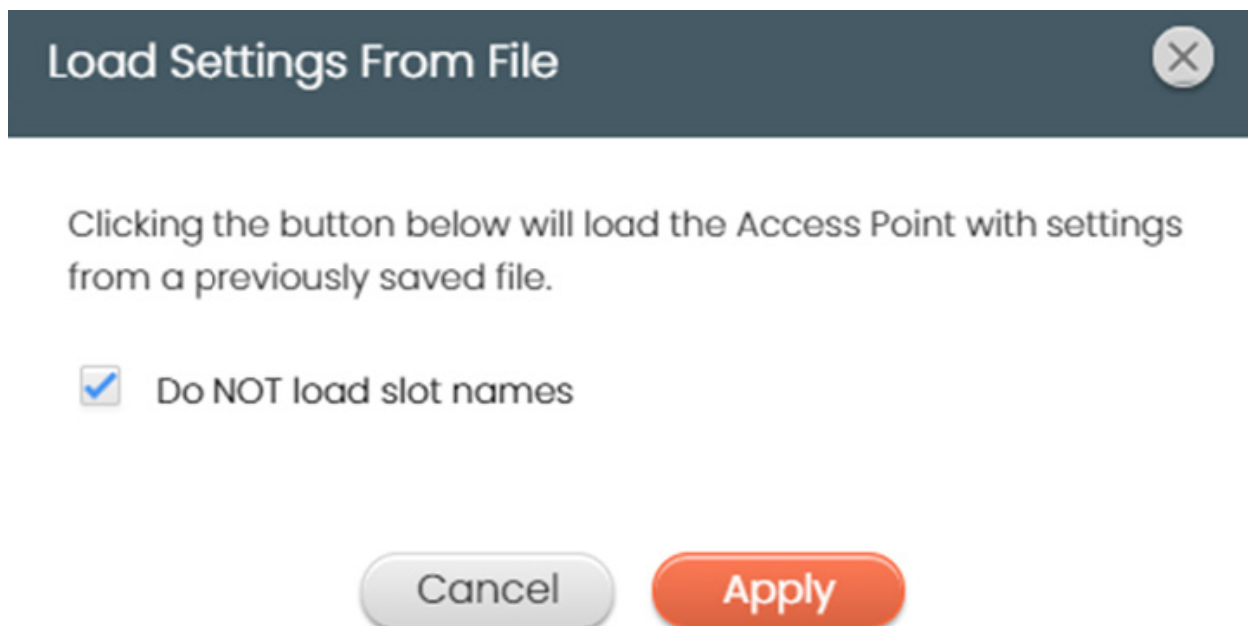 Load Settings From File
Clicking the button below will load the Access Point with settings
from a previously saved file.
Do NOT load slot names
Cancel
Apply